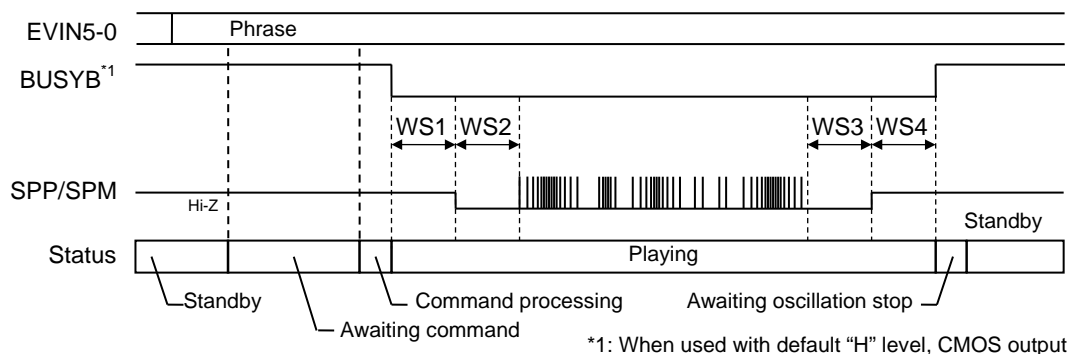 EVIN5-0 Phrase
BUSYB*1
WS1 WS2 WS3 WS4
SPP/SPM
Hi-Z
Standby
Status Playing
Standby Command processing Awaiting oscillation stop
Awaiting command
*1: When used with default “H” level, CMOS output